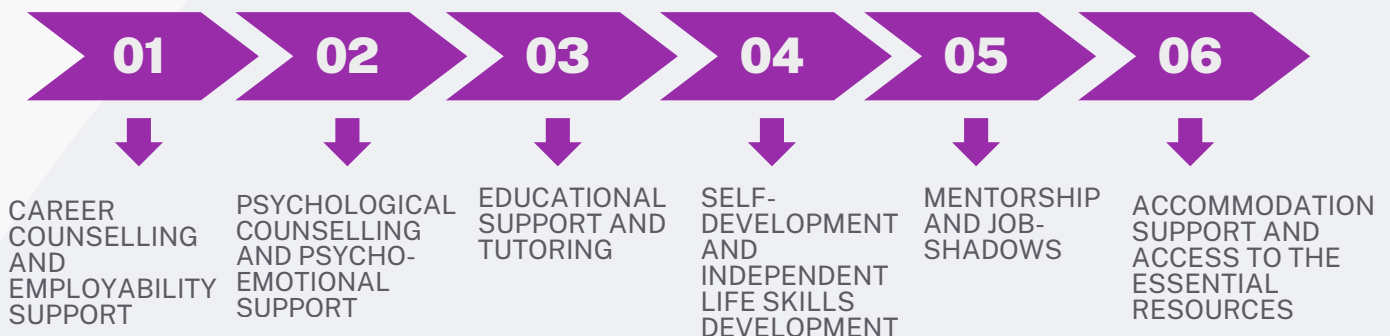 01
02
03
04
05
06
CAREER
COUNSELLING
AND
EMPLOYABILITY
SUPPORT
PSYCHOLOGICAL
COUNSELLING
AND PSYCHO-
EMOTIONAL
SUPPORT
EDUCATIONAL
SUPPORT AND
TUTORING
SELF-
DEVELOPMENT
AND
INDEPENDENT
LIFE SKILLS
DEVELOPMENT
MENTORSHIP
AND JOB-
SHADOWS
ACCOMMODATION
SUPPORT AND
ACCESS TO THE
ESSENTIAL
RESOURCES